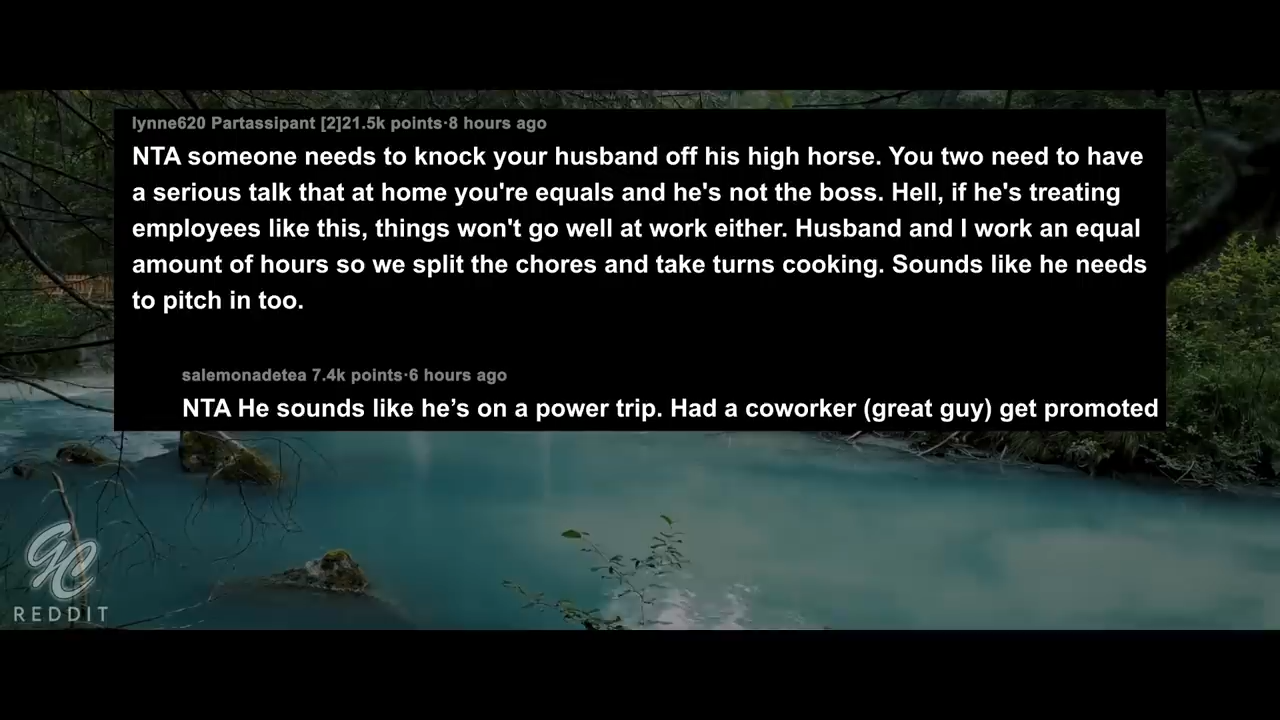 lynne620 Partassipant [2]21.5k points·8 hours ago
NTA someone needs to knock your husband off his high horse. You two need to have
a serious talk that at home you're equals and he's not the boss. Hell, if he's treating
employees like this, things won't go well at work either. Husband and I work an equal
amount of hours so we split the chores and take turns cooking. Sounds like he needs
to pitch in too.
salemonadetea 7.4k points·6 hours ago
NTA He sounds like he’s on a power trip. Had a coworker (great guy) get promoted
REDDIT